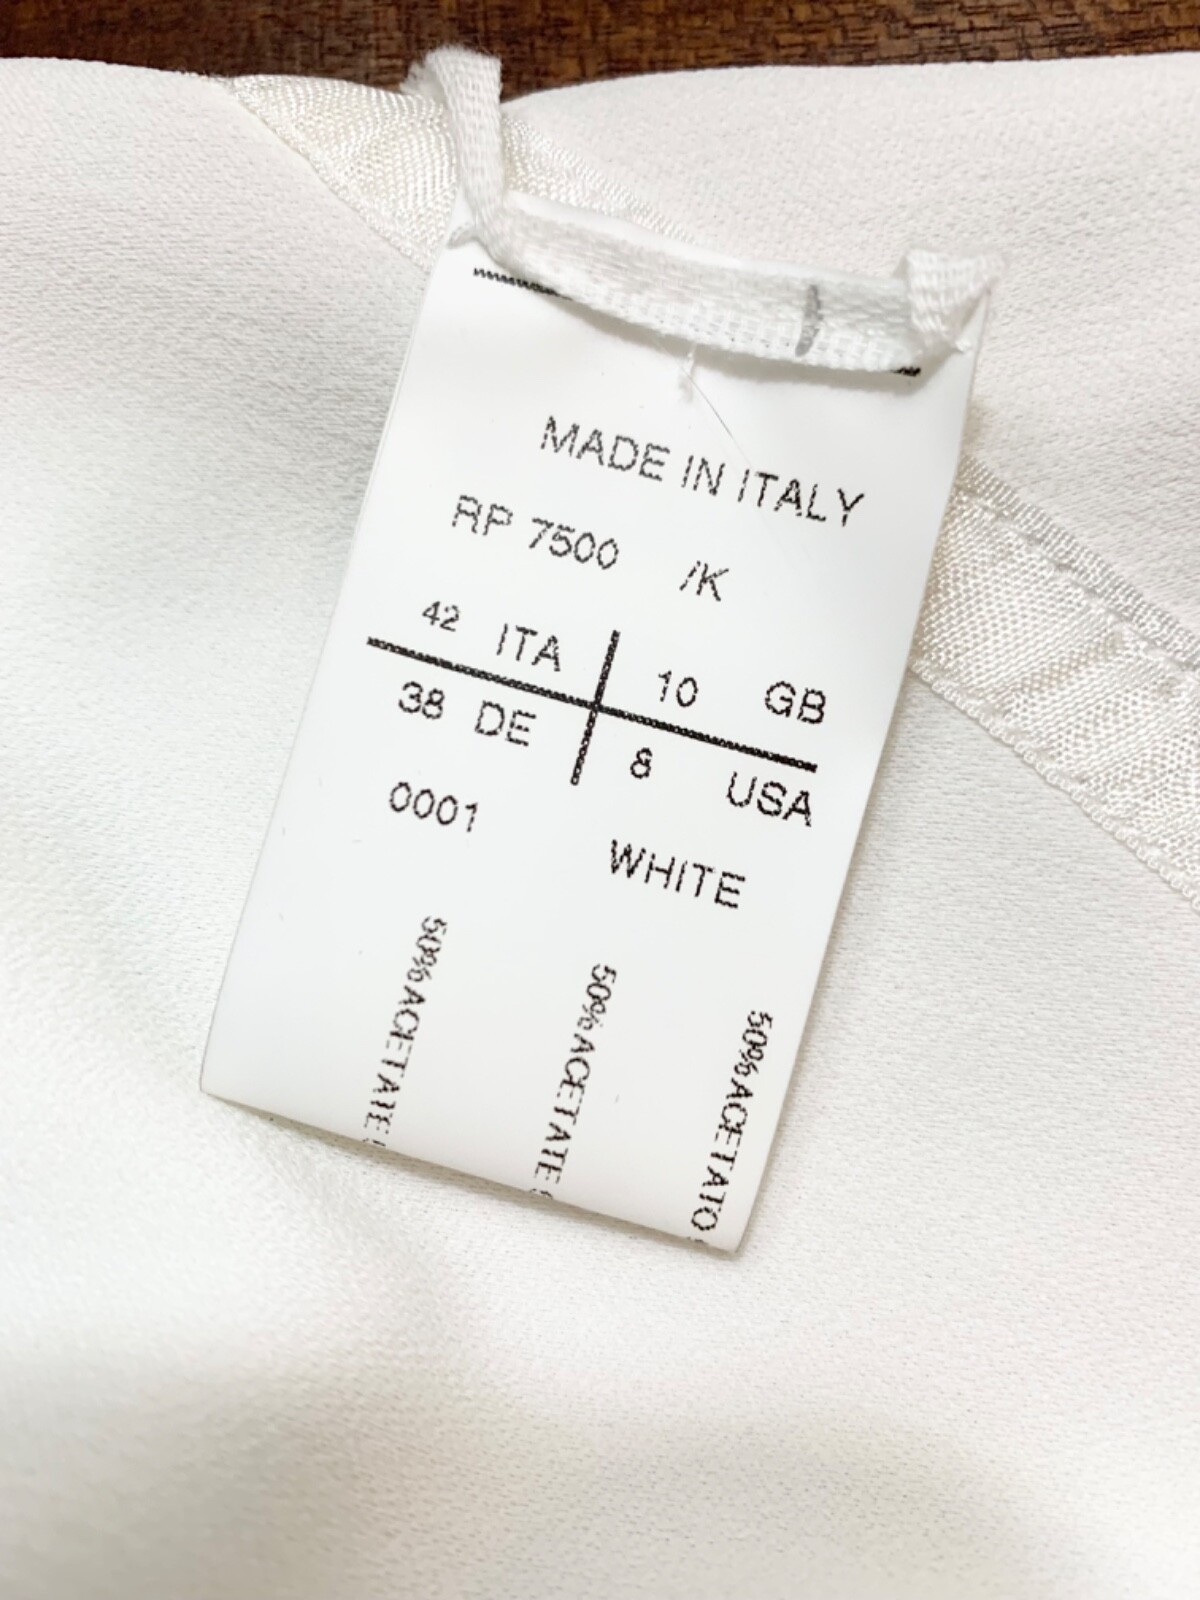 MADE IN ITALY
RP 7500 /K
42 ITA 10 GB
38 DE 8 USA
0001
WHITE
50% ACETATE
50% ACETATE
50% ACETATO